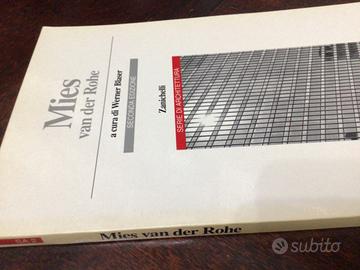 Mies
van der Rohe
a cura di Werner Blaser
SECONDA EDIZIONE
Zanichelli
SERIE DI ARCHITETTURA
SA 2
Mies van der Rohe
subito